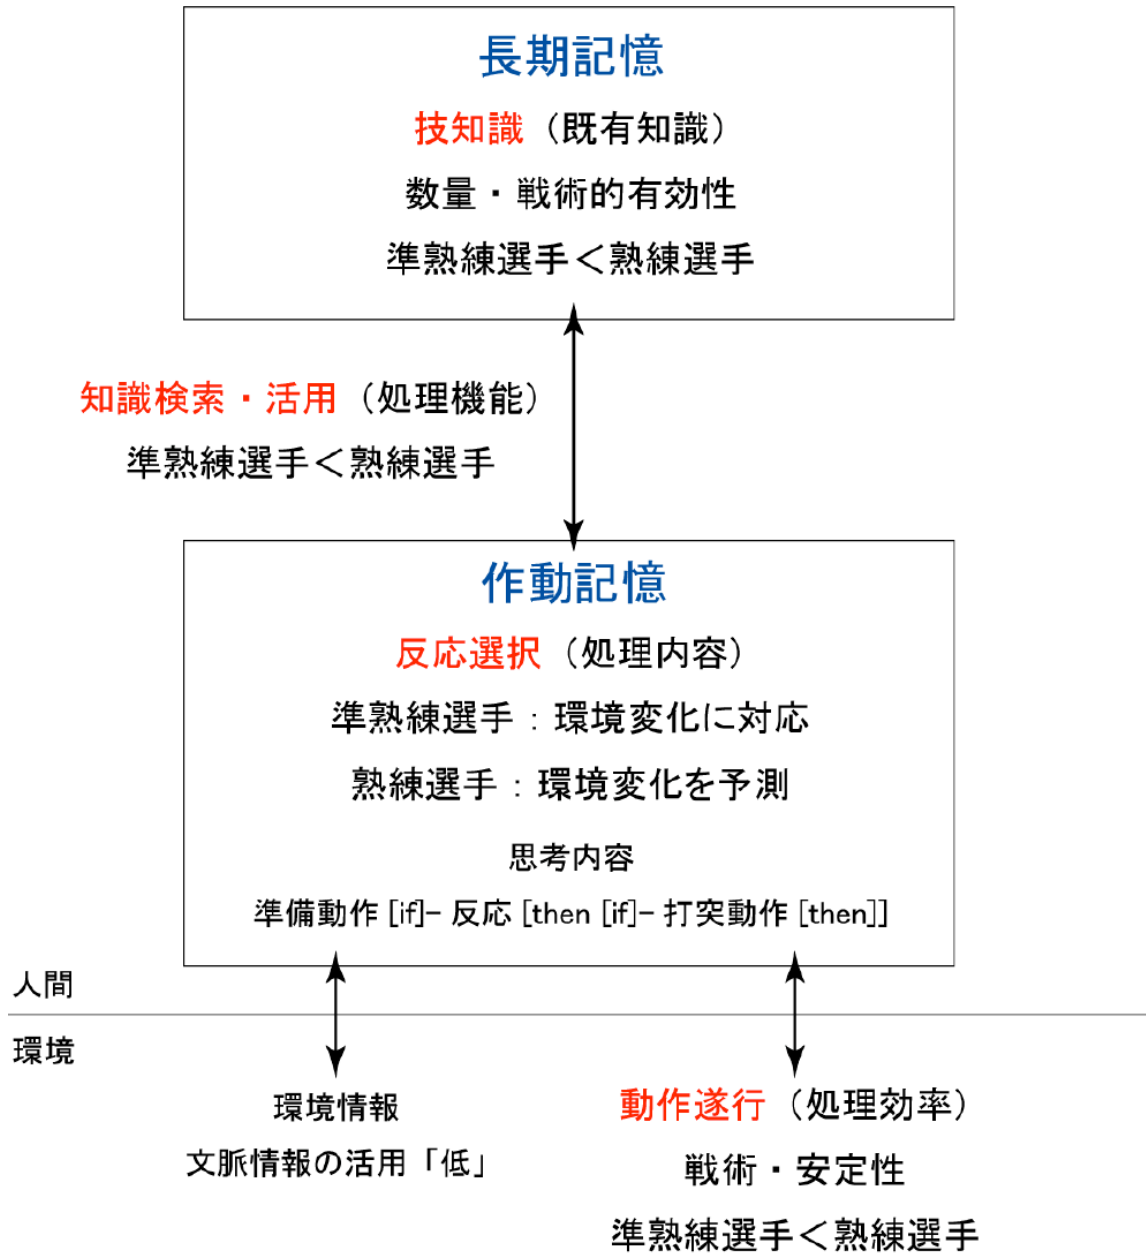 長期記憶
技知識（既有知識）
数量・戦術的有効性
準熟練選手＜熟練選手
知識検索・活用（処理機能）
準熟練選手＜熟練選手
作動記憶
反応選択（処理内容）
準熟練選手：環境変化に対応
熟練選手：環境変化を予測
思考内容
準備動作 [if]− 反応 [then [if]− 打突動作 [then]]
人間
環境
環境情報
文脈情報の活用「低」
動作遂行（処理効率）
戦術・安定性
準熟練選手＜熟練選手